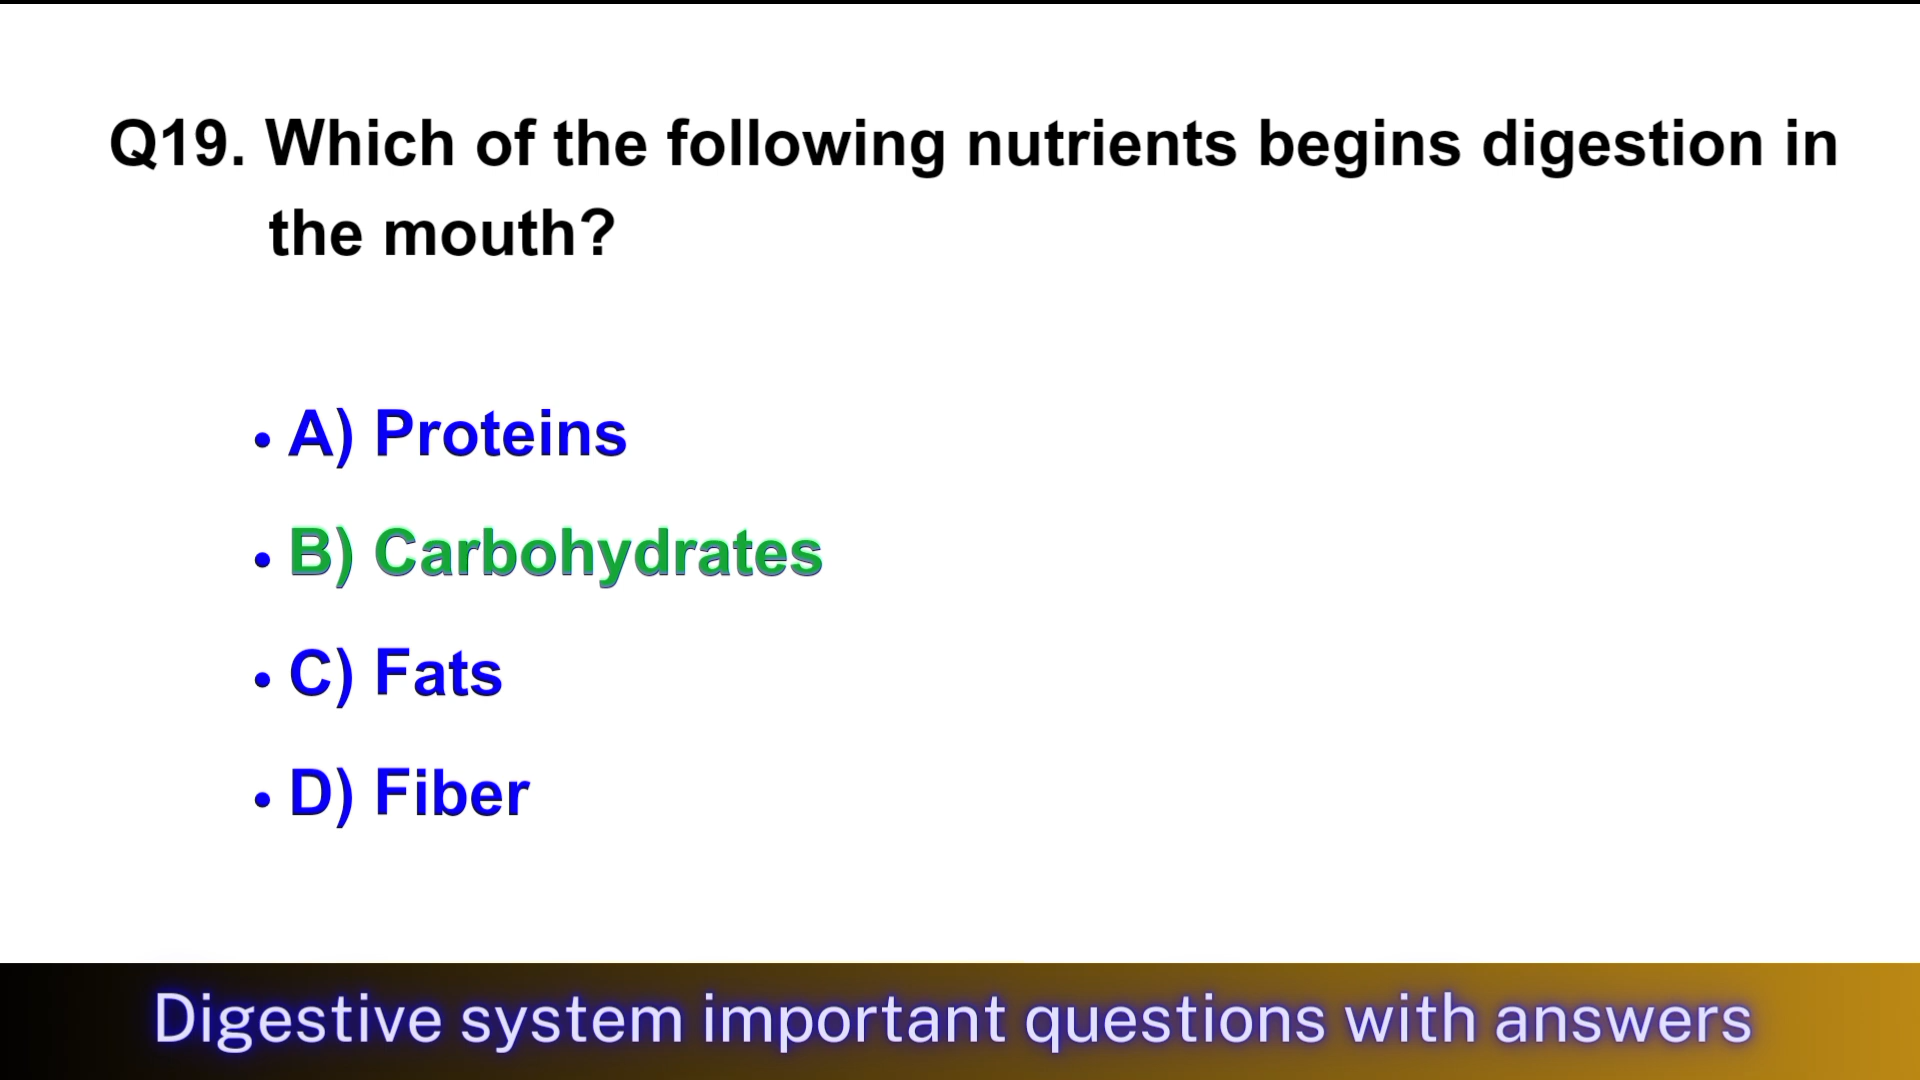 Q19. Which of the following nutrients begins digestion in
the mouth?
• A) Proteins
• B) Carbohydrates
• C) Fats
• D) Fiber
Digestive system important questions with answers